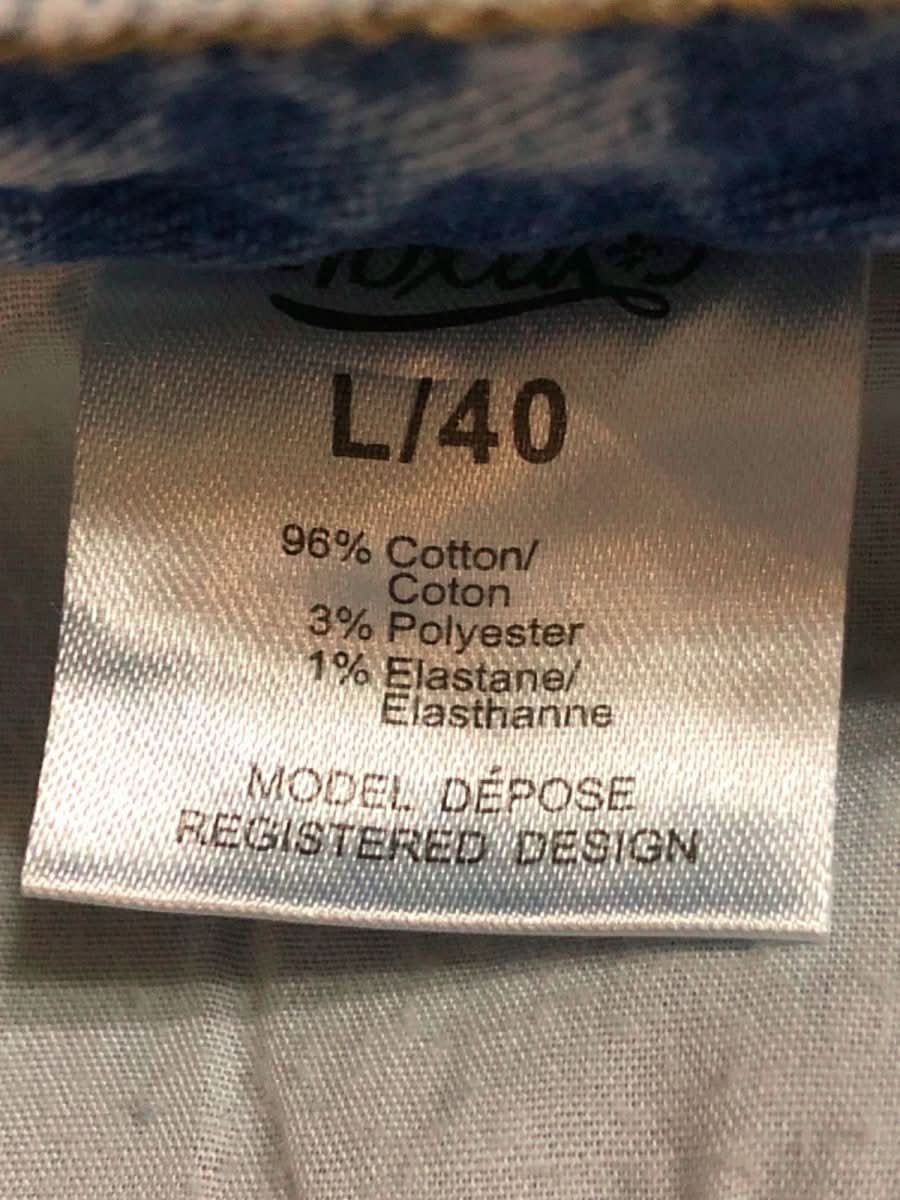 L/40
96% Cotton/
Coton
3% Polyester
1% Elastane/
Elasthanne
MODEL DÉPOSE
REGISTERED DESIGN